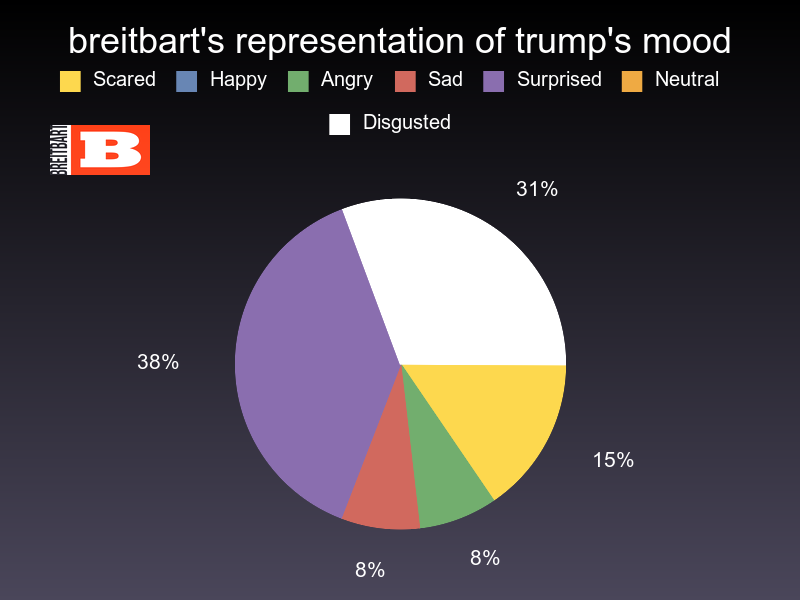 breitbart's representation of trump's mood
Scared Happy Angry Sad Surprised Neutral
Disgusted
BREITBART
B
31%
38%
15%
8%
8%